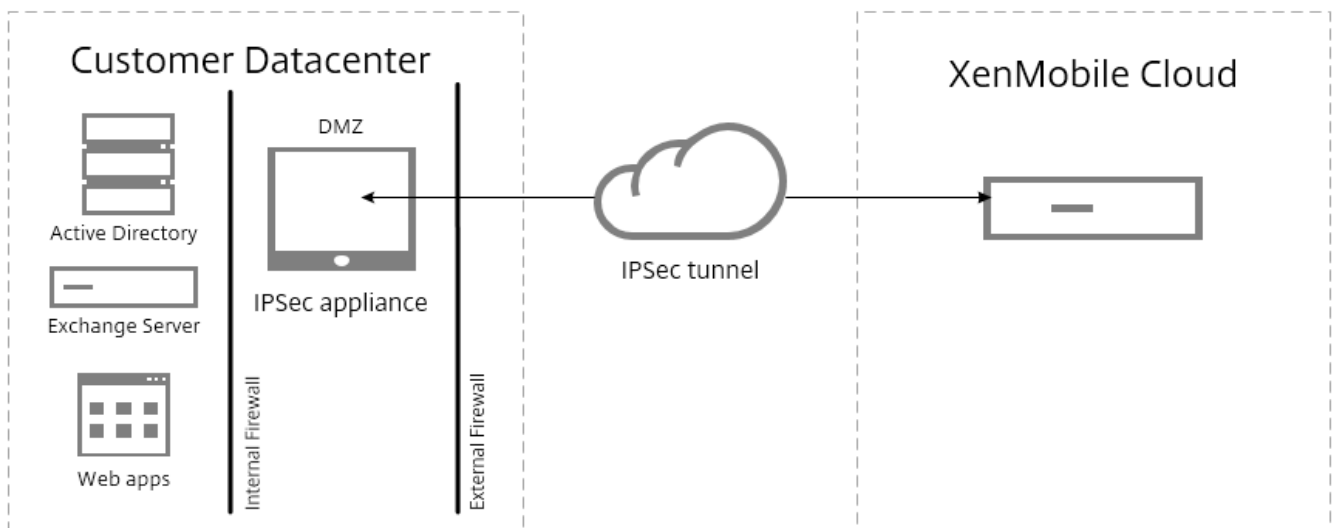 Customer Datacenter
XenMobile Cloud
DMZ
Active Directory
IPSec appliance
IPSec tunnel
Exchange Server
Internal Firewall
External Firewall
Web apps